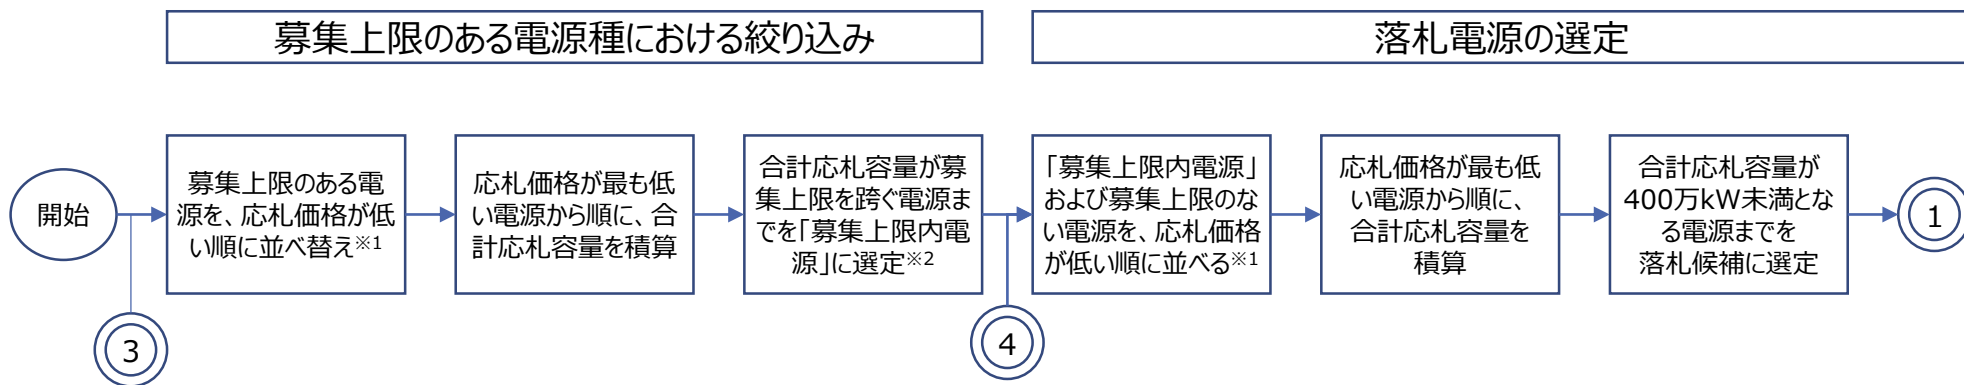 募集上限のある電源種における絞り込み
落札電源の選定
開始
募集上限のある電
源を、応札価格が低
い順に並べ替え※1
応札価格が最も低
い電源から順に、合
計応札容量を積算
合計応札容量が募
集上限を跨ぐ電源ま
でを「募集上限内電
源」に選定※2
「募集上限内電源」
および募集上限のな
い電源を、応札価格
が低い順に並べる※1
応札価格が最も低
い電源から順に、
合計応札容量を
積算
合計応札容量が
400万kW未満とな
る電源までを
落札候補に選定
1
3
4